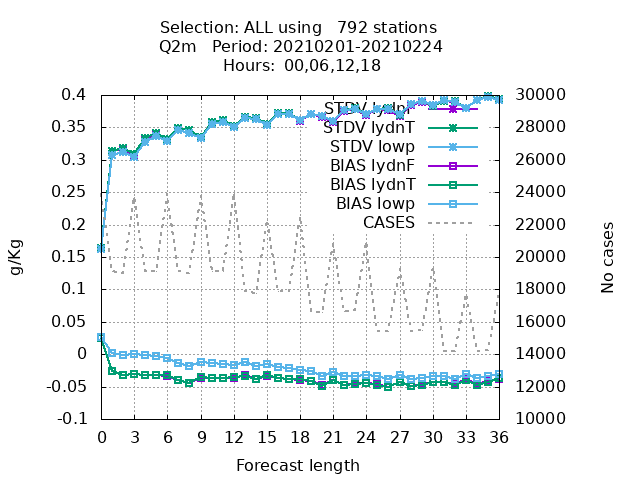 Selection: ALL using 792 stations
Q2m Period: 20210201-20210224
Hours: 00,06,12,18
STDV lydnF
STDV lydnT
STDV lowp
BIAS lydnF
BIAS lydnT
BIAS lowp
CASES
0.4
0.35
0.3
0.25
0.2
0.15
0.1
0.05
0
-0.05
-0.1
30000
28000
26000
24000
22000
20000
18000
16000
14000
12000
10000
g/Kg
No cases
0 3 6 9 12 15 18 21 24 27 30 33 36
Forecast length